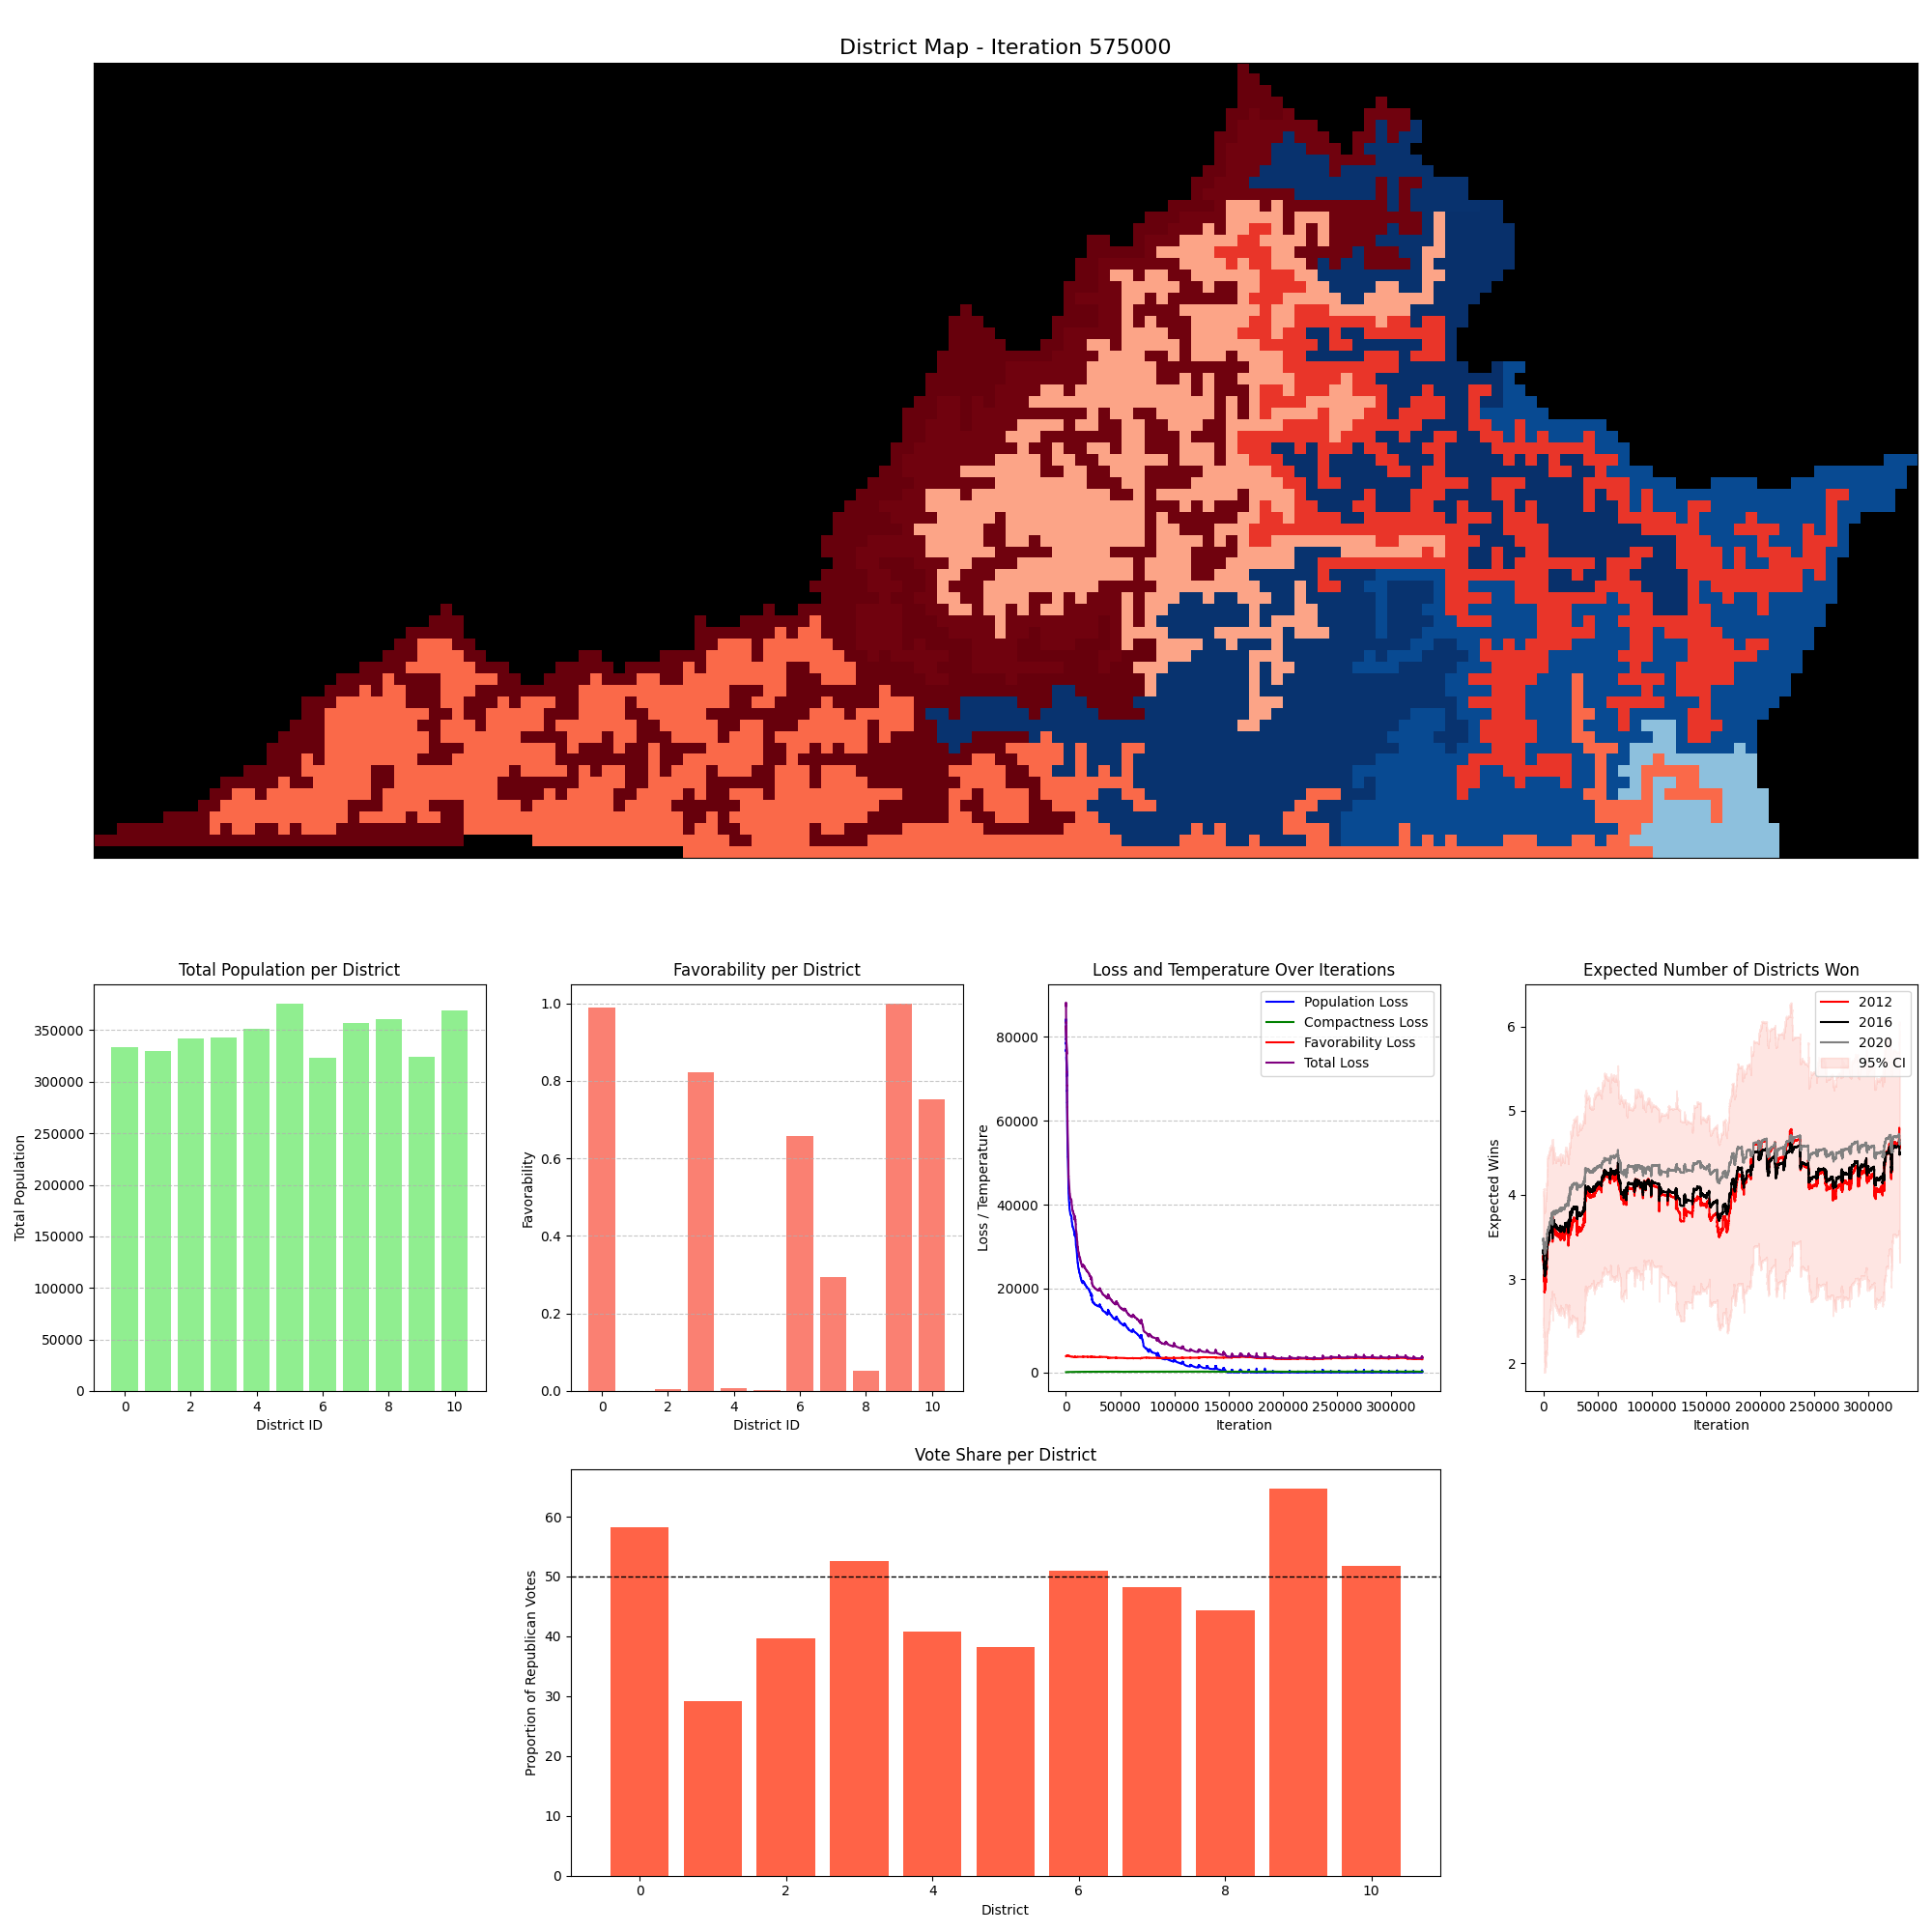 District Map - Iteration 575000
Total Population per District
Total Population
350000
300000
250000
200000
150000
100000
50000
0
0 2 4 6 8 10
District ID
Favorability per District
Favorability
1.0
0.8
0.6
0.4
0.2
0.0
0 2 4 6 8 10
District ID
Loss and Temperature Over Iterations
Loss / Temperature
80000
60000
40000
20000
0
Population Loss
Compactness Loss
Favorability Loss
Total Loss
0 50000 100000 150000 200000 250000 300000
Iteration
Expected Number of Districts Won
Expected Wins
6
5
4
3
2
2012
2016
2020
95% CI
0 50000 100000 150000 200000 250000 300000
Iteration
Vote Share per District
Proportion of Republican Votes
60
50
40
30
20
10
0
0 2 4 6 8 10
District